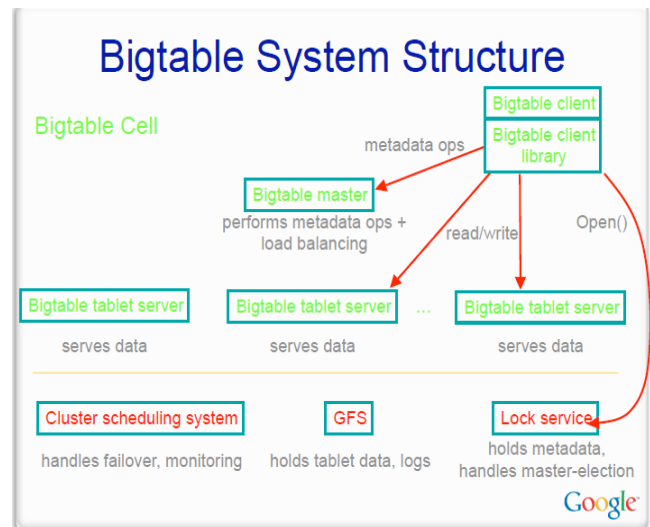 Bigtable System Structure
Bigtable Cell
Bigtable client
Bigtable client
library
metadata ops
Bigtable master
performs metadata ops +
load balancing
read/write
Open()
Bigtable tablet server
Bigtable tablet server
...
Bigtable tablet server
serves data
serves data
serves data
Cluster scheduling system
GFS
Lock service
handles failover, monitoring
holds tablet data, logs
holds metadata,
handles master-election
Google